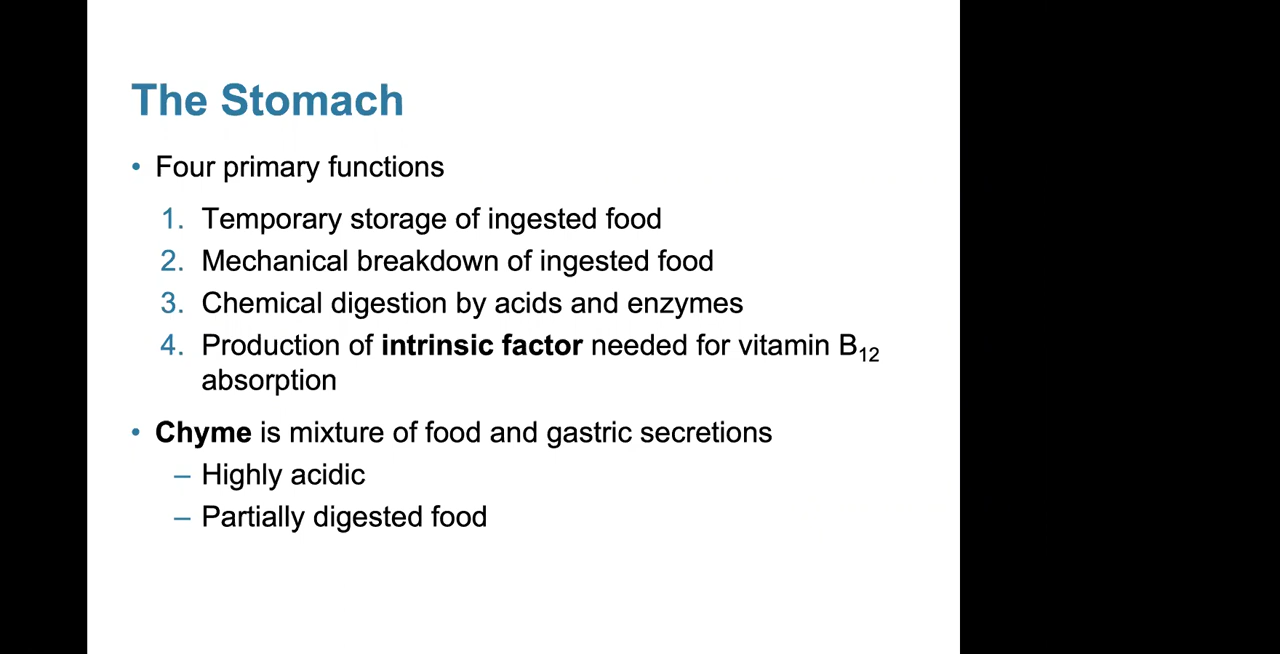 The Stomach
• Four primary functions
1. Temporary storage of ingested food
2. Mechanical breakdown of ingested food
3. Chemical digestion by acids and enzymes
4. Production of intrinsic factor needed for vitamin B12
absorption
• Chyme is mixture of food and gastric secretions
– Highly acidic
– Partially digested food